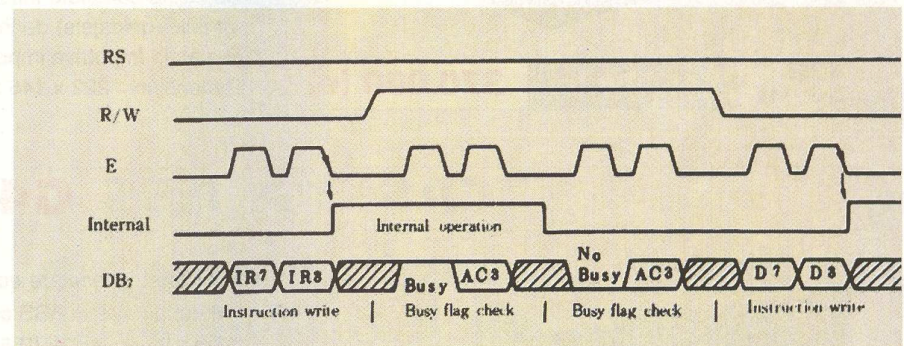 RS
R/W
E
Internal
Internal operation
DB7
IR7
IR3
Busy
AC3
No
Busy
AC3
D7
D3
Instruction write
Busy flag check
Busy flag check
Instruction write